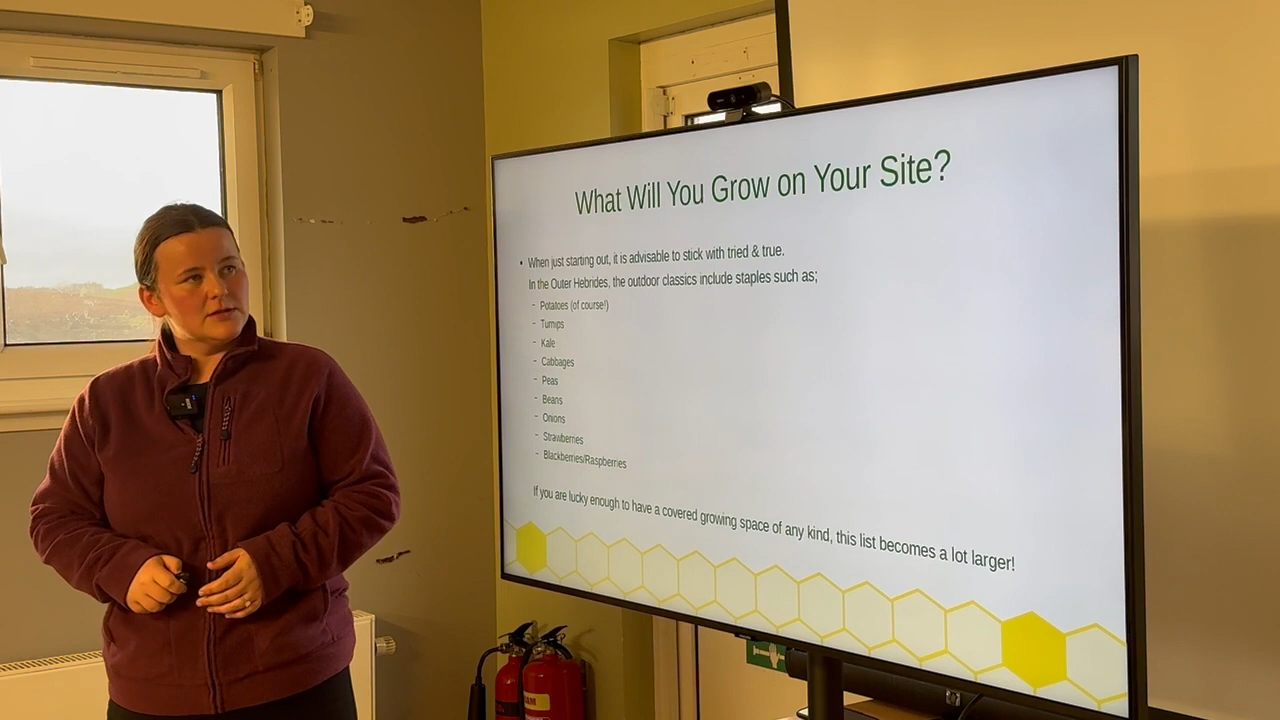 What Will You Grow on Your Site?
• When just starting out, it is advisable to stick with tried & true.
In the Outer Hebrides, the outdoor classics include staples such as;
- Potatoes (of course!)
- Turnips
- Kale
- Cabbages
- Peas
- Beans
- Onions
- Strawberries
- Blackberries/Raspberries
If you are lucky enough to have a covered growing space of any kind, this list becomes a lot larger!